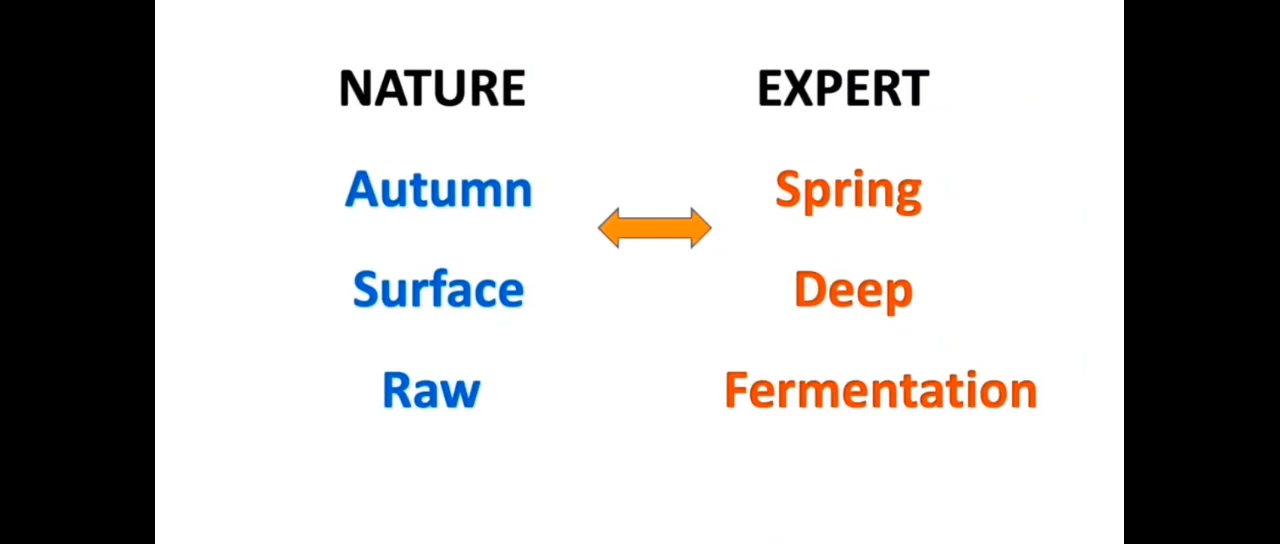 NATURE EXPERT
Autumn Spring
Surface Deep
Raw Fermentation